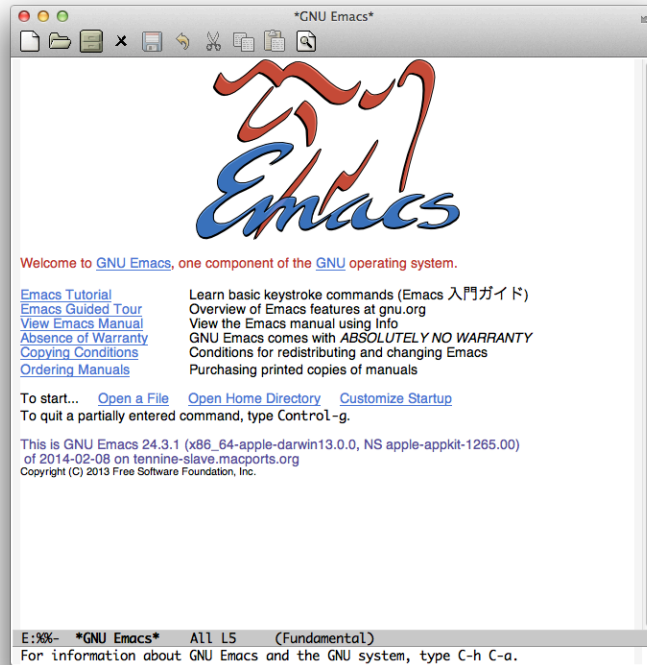 *GNU Emacs*
Emacs
Welcome to GNU Emacs, one component of the GNU operating system.
Emacs Tutorial Learn basic keystroke commands (Emacs 入門ガイド)
Emacs Guided Tour Overview of Emacs features at gnu.org
View Emacs Manual View the Emacs manual using Info
Absence of Warranty GNU Emacs comes with ABSOLUTELY NO WARRANTY
Copying Conditions Conditions for redistributing and changing Emacs
Ordering Manuals Purchasing printed copies of manuals
To start... Open a File Open Home Directory Customize Startup
To quit a partially entered command, type Control-g.
This is GNU Emacs 24.3.1 (x86_64-apple-darwin13.0.0, NS apple-appkit-1265.00)
of 2014-02-08 on tennine-slave.macports.org
Copyright (C) 2013 Free Software Foundation, Inc.
E:%%- *GNU Emacs* All L5 (Fundamental)
For information about GNU Emacs and the GNU system, type C-h C-a.